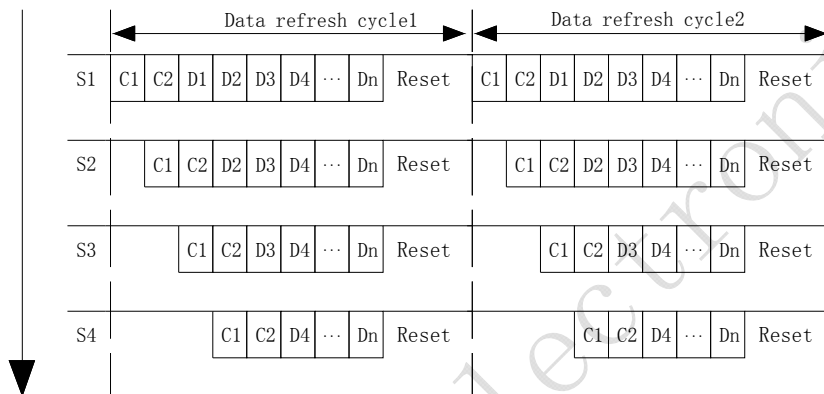 Data refresh cycle1 Data refresh cycle2
S1 C1 C2 D1 D2 D3 D4 ··· Dn Reset C1 C2 D1 D2 D3 D4 ··· Dn Reset
S2 C1 C2 D2 D3 D4 ··· Dn Reset C1 C2 D2 D3 D4 ··· Dn Reset
S3 C1 C2 D3 D4 ··· Dn Reset C1 C2 D3 D4 ··· Dn Reset
S4 C1 C2 D4 ··· Dn Reset C1 C2 D4 ··· Dn Reset